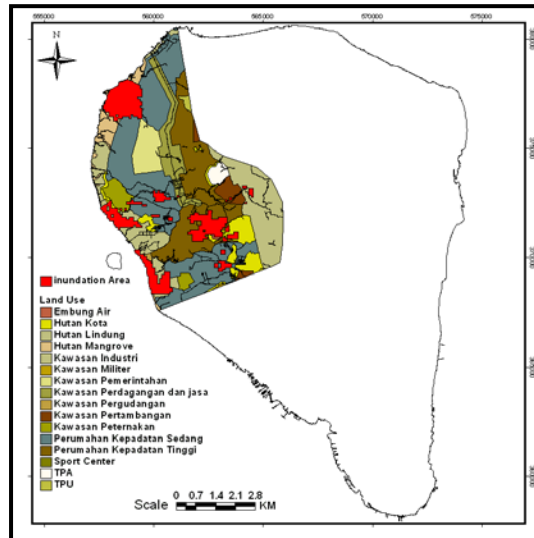 555000 560000 565000 570000 575000
N
inundation Area
Land Use
Embung Air
Hutan Kota
Hutan Lindung
Hutan Mangrove
Kawasan Industri
Kawasan Militer
Kawasan Pemerintahan
Kawasan Perdagangan dan jasa
Kawasan Pergudangan
Kawasan Pertambangan
Kawasan Peternakan
Perumahan Kepadatan Sedang
Perumahan Kepadatan Tinggi
Sport Center
TPA
TPU
Scale 0 0.7 1.4 2.1 2.8
KM